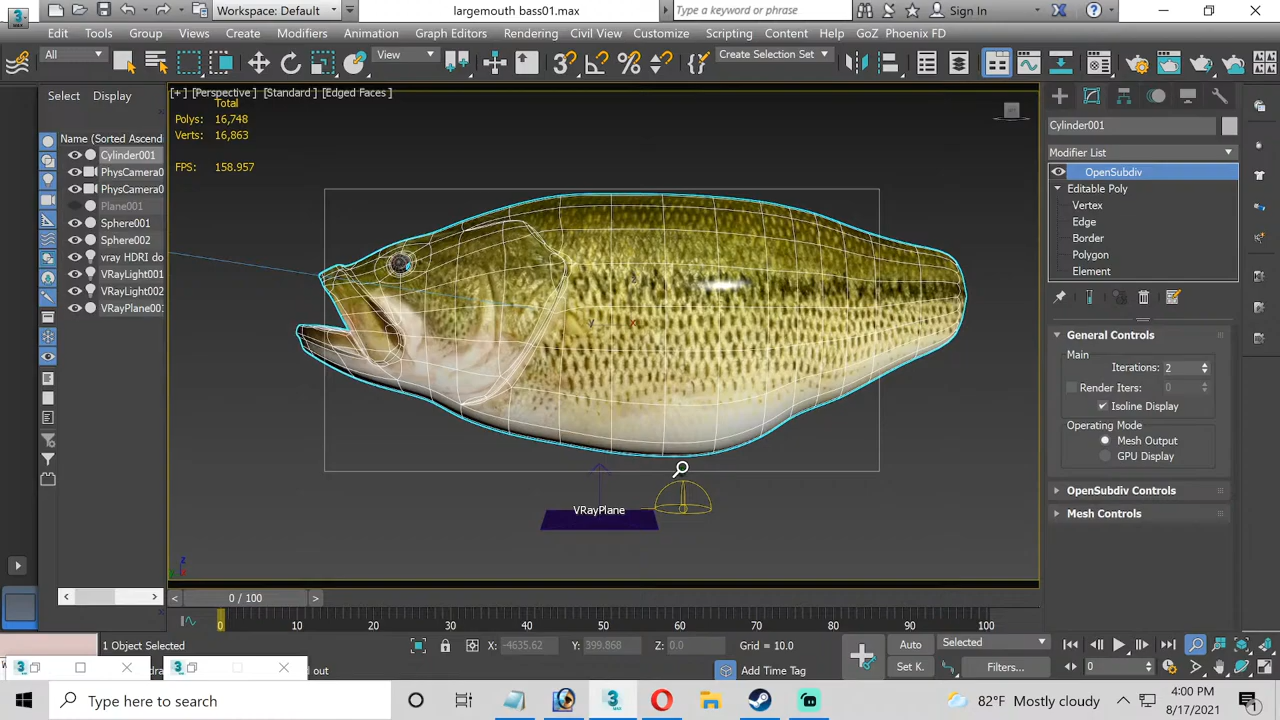 Workspace: Default
largemouth bass01.max
Type a keyword or phrase
Sign In
Edit Tools Group Views Create Modifiers Animation Graph Editors Rendering Civil View Customize Scripting Content Help GoZ Phoenix FD
All
View
Create Selection Set
Select Display
[+] [Perspective] [Standard] [Edged Faces]
Total
Polys: 16,748
Verts: 16,863
FPS: 158.957
Name (Sorted Ascend
Cylinder001
PhysCamera0
PhysCamera0
Plane001
Sphere001
Sphere002
vray HDRI do
VRayLight001
VRayLight002
VRayPlane00
VRayPlane
Cylinder001
Modifier List
OpenSubdiv
Editable Poly
Vertex
Edge
Border
Polygon
Element
General Controls
Main
Iterations: 2
Render Iters: 0
Isoline Display
Operating Mode
Mesh Output
GPU Display
OpenSubdiv Controls
Mesh Controls
0 / 100
0 10 20 30 40 50 60 70 80 90 100
1 Object Selected
X: -4635.62 Y: 399.868 Z: 0.0 Grid = 10.0
Auto Selected
out
Add Time Tag
Set K. Filters...
0
Type here to search
82°F Mostly cloudy
4:00 PM
8/17/2021